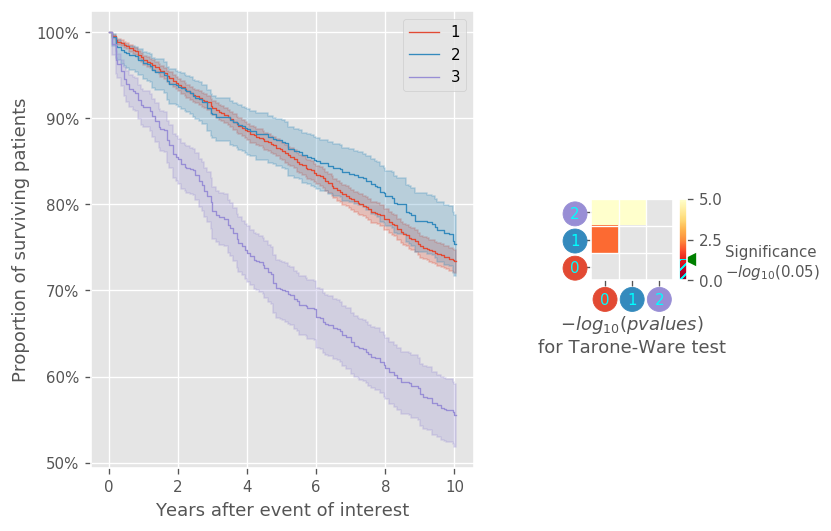 100%
90%
80%
70%
60%
50%
Proportion of surviving patients
0 2 4 6 8 10
Years after event of interest
1
2
3
2
1
0
0 1 2
5.0
2.5
0.0
Significance
−log₁₀(0.05)
−log₁₀(pvalues)
for Tarone-Ware test